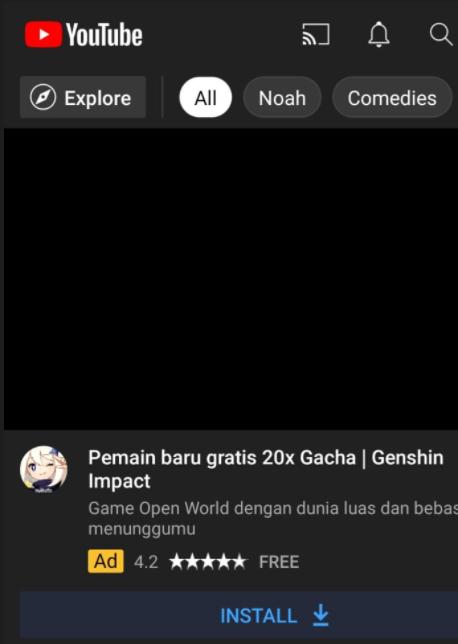 YouTube
Explore
All
Noah
Comedies
Pemain baru gratis 20x Gacha | Genshin
Impact
Game Open World dengan dunia luas dan bebas
menunggumu
Ad 4.2 ★★★★★ FREE
INSTALL